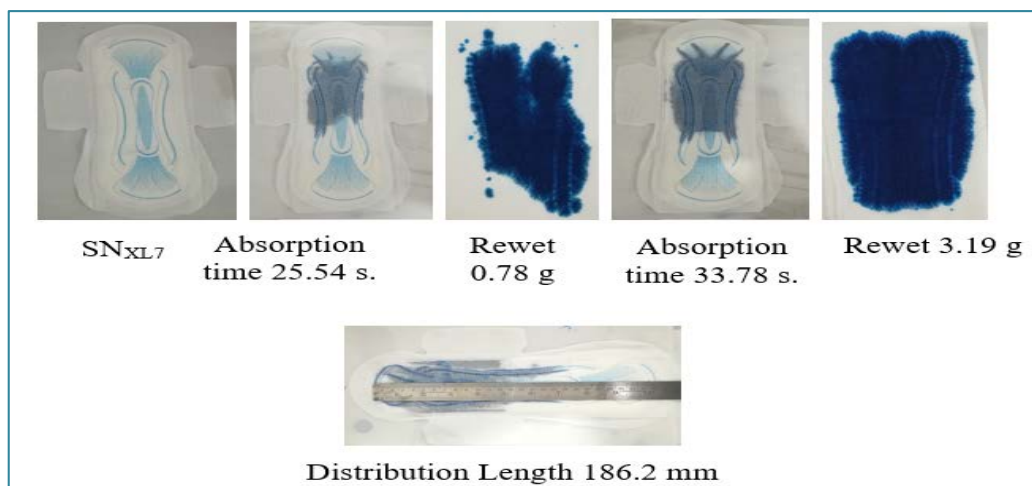 SNXL7
Absorption
time 25.54 s.
Rewet
0.78 g
Absorption
time 33.78 s.
Rewet 3.19 g
Distribution Length 186.2 mm